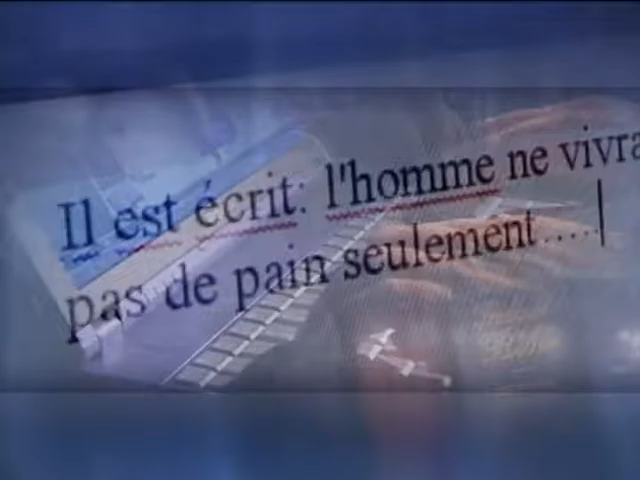 Il est écrit: l'homme ne vivra
pas de pain seulement.....